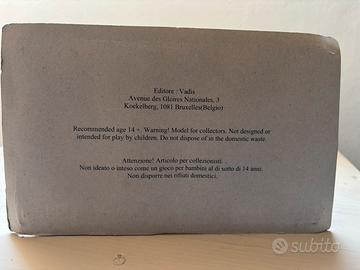 Editore : Vadis
Avenue des Gloires Nationales, 3
Koekelberg, 1081 Bruxelles(Belgio)
Recommended age 14 +. Warning! Model for collectors. Not designed or
intended for play by children. Do not dispose of in the domestic waste.
Attenzione! Articolo per collezionisti.
Non ideato o inteso come un gioco per bambini al di sotto di 14 anni.
Non disporre nei rifiuti domestici.
subito